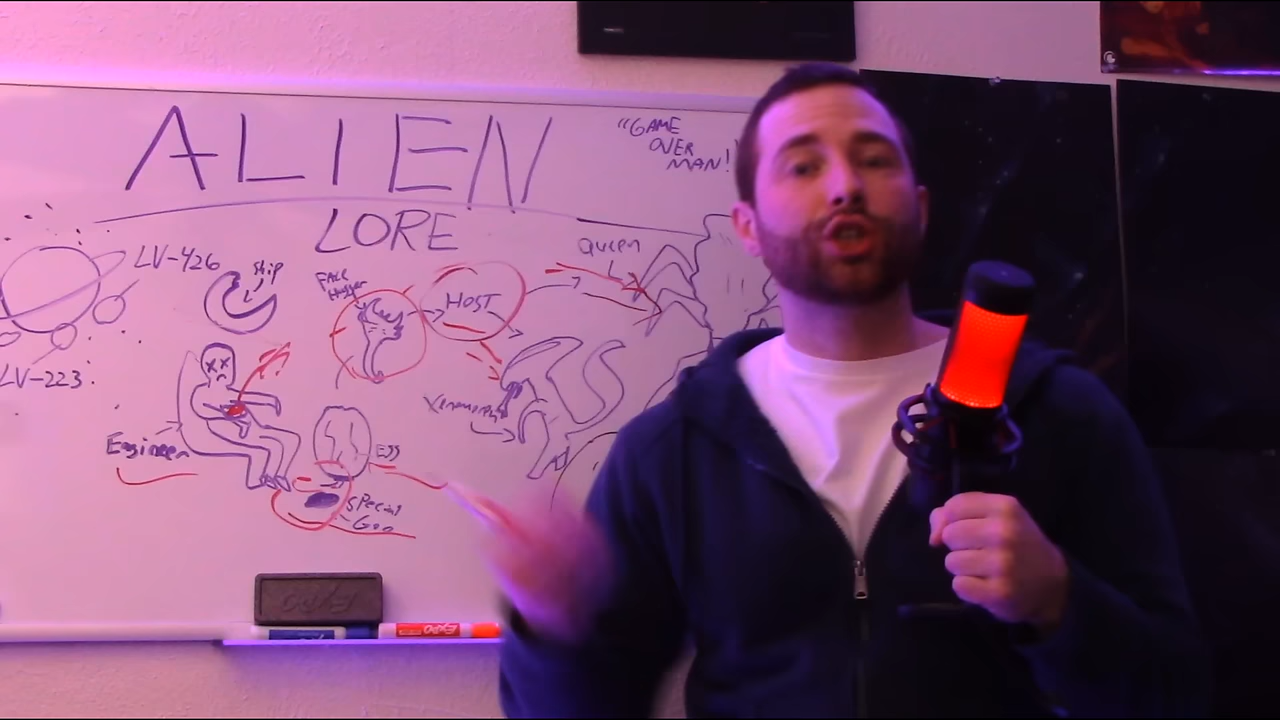 ALIEN
LORE
"GAME
OVER
MAN!
LV-426
ship
LV-223
FACE
Hugger
HOST
Queen
Xenomorph
Engineer
EGG
Special
Goo
EXPO
EXPO